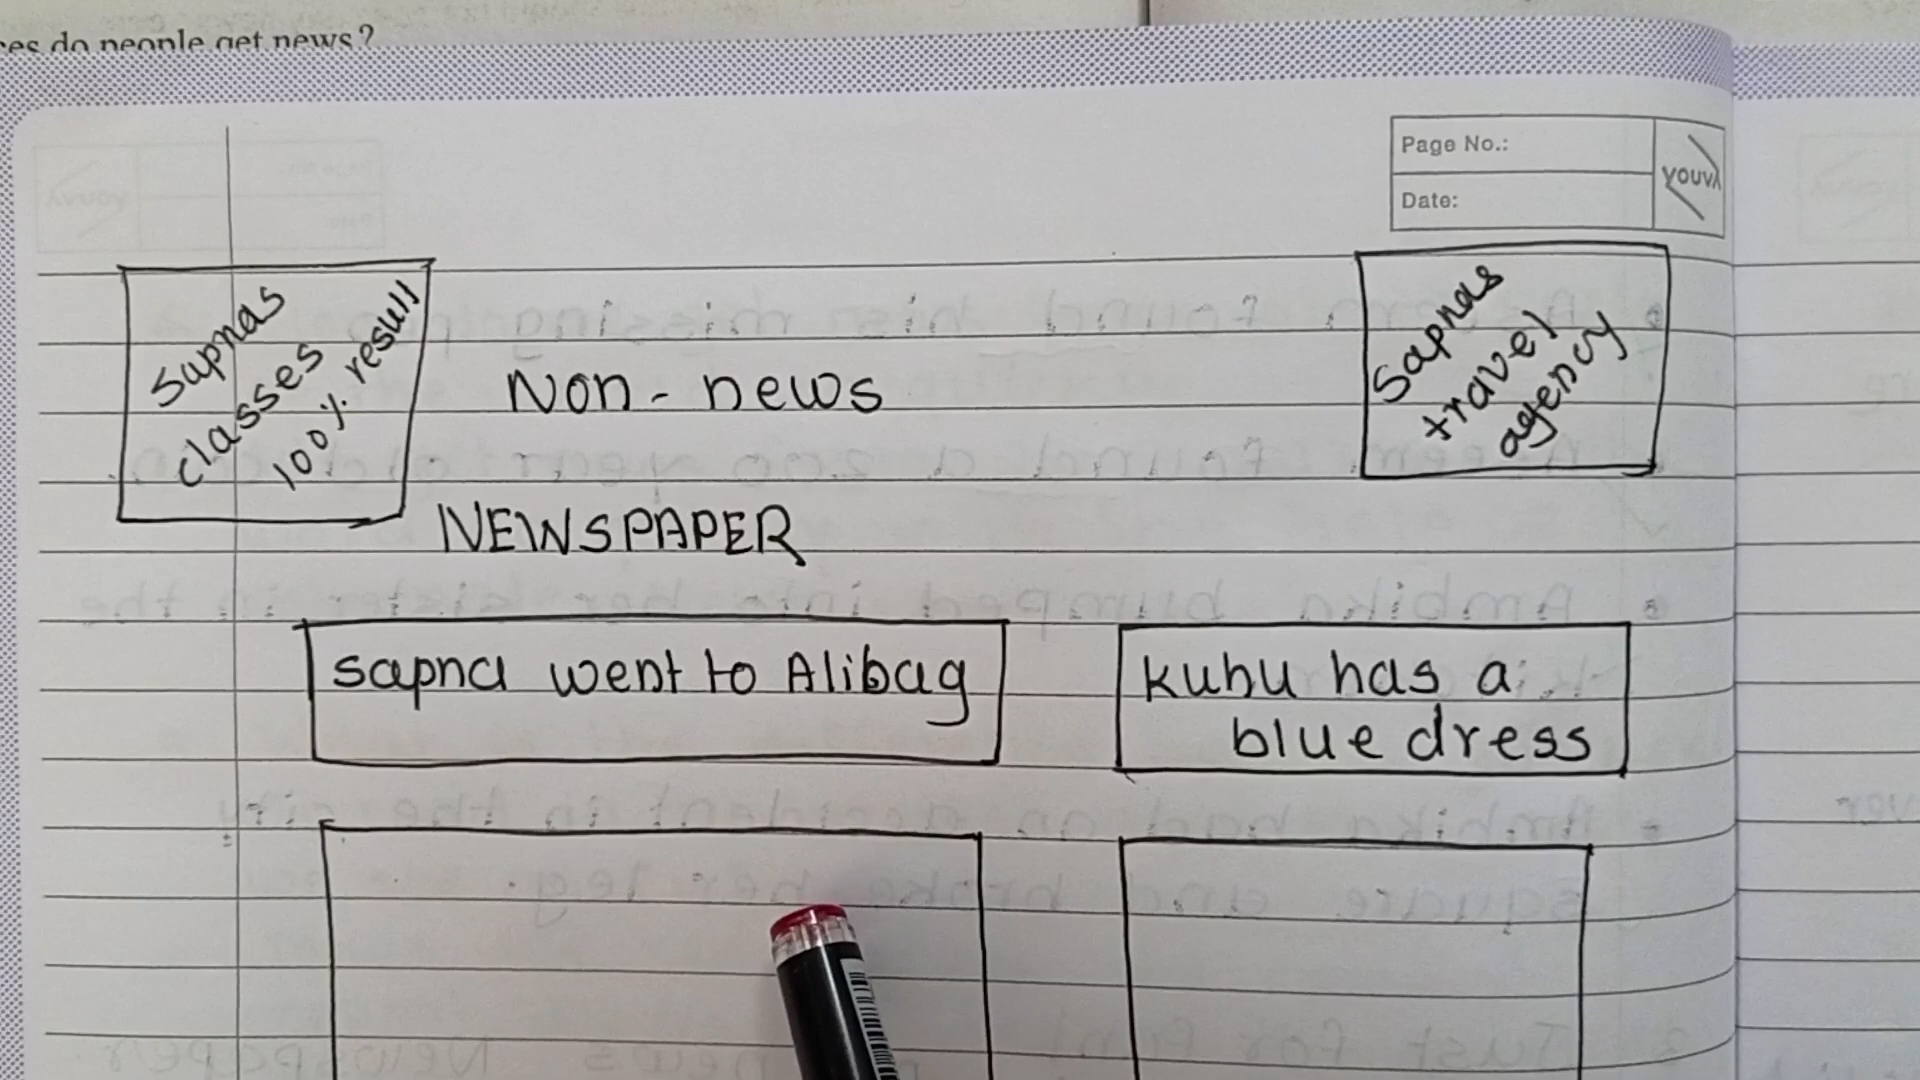 do people get news?
Page No.:
Date:
youva
Sapnas
classes
100% result
Non-news
Sapnas
travel
agency
NEWSPAPER
sapna went to Alibag
kuhu has a
blue dress